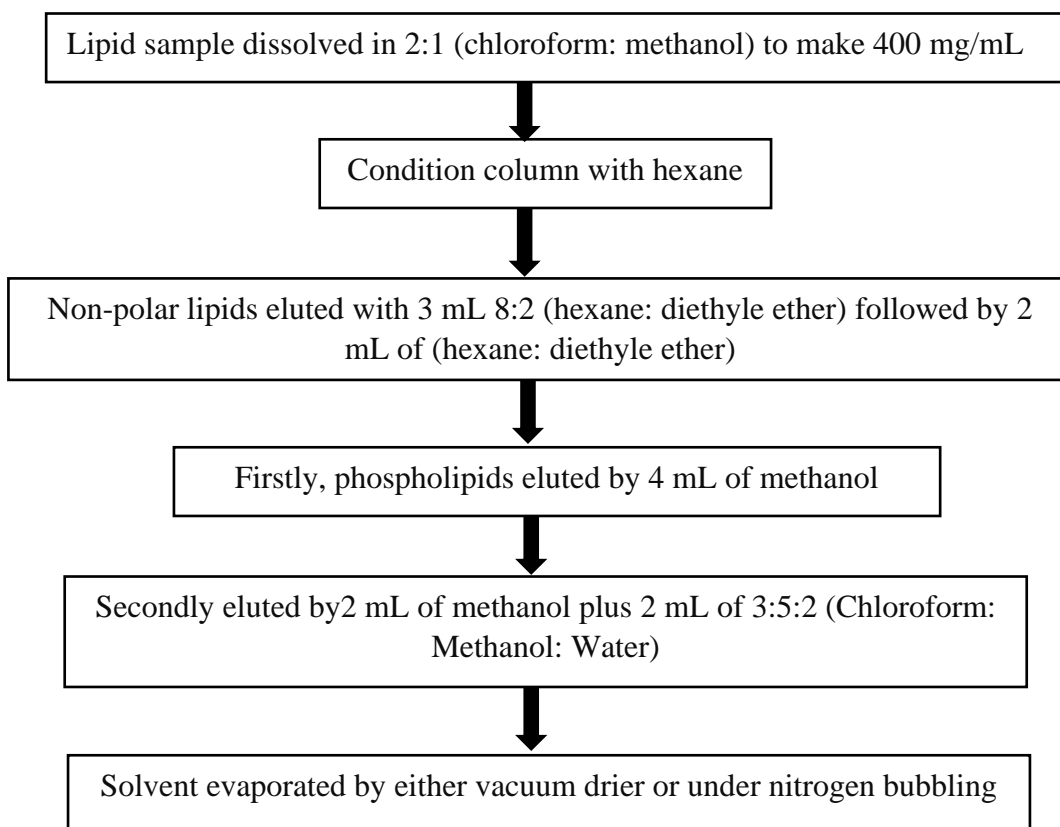 Lipid sample dissolved in 2:1 (chloroform: methanol) to make 400 mg/mL
Condition column with hexane
Non-polar lipids eluted with 3 mL 8:2 (hexane: diethyle ether) followed by 2
mL of (hexane: diethyle ether)
Firstly, phospholipids eluted by 4 mL of methanol
Secondly eluted by2 mL of methanol plus 2 mL of 3:5:2 (Chloroform:
Methanol: Water)
Solvent evaporated by either vacuum drier or under nitrogen bubbling